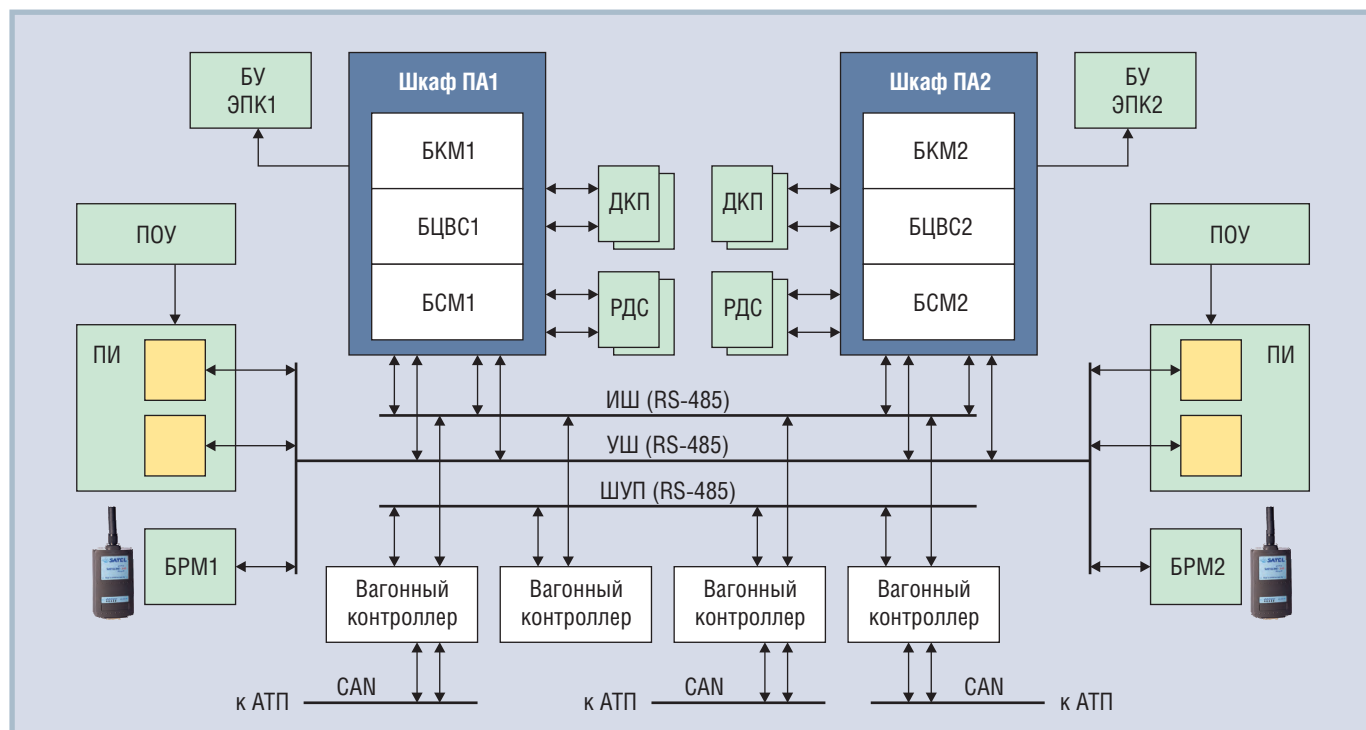 БУ
ЭПК1
Шкаф ПА1
Шкаф ПА2
БУ
ЭПК2
БКМ1
БЦВС1
БСМ1
ДКП
РДС
ДКП
РДС
БКМ2
БЦВС2
БСМ2
ПОУ
ПОУ
ПИ
ПИ
ИШ (RS-485)
УШ (RS-485)
ШУП (RS-485)
БРМ1
БРМ2
SATEL
SATEL
Вагонный
контроллер
Вагонный
контроллер
Вагонный
контроллер
Вагонный
контроллер
к АТП
CAN
к АТП
CAN
CAN
к АТП